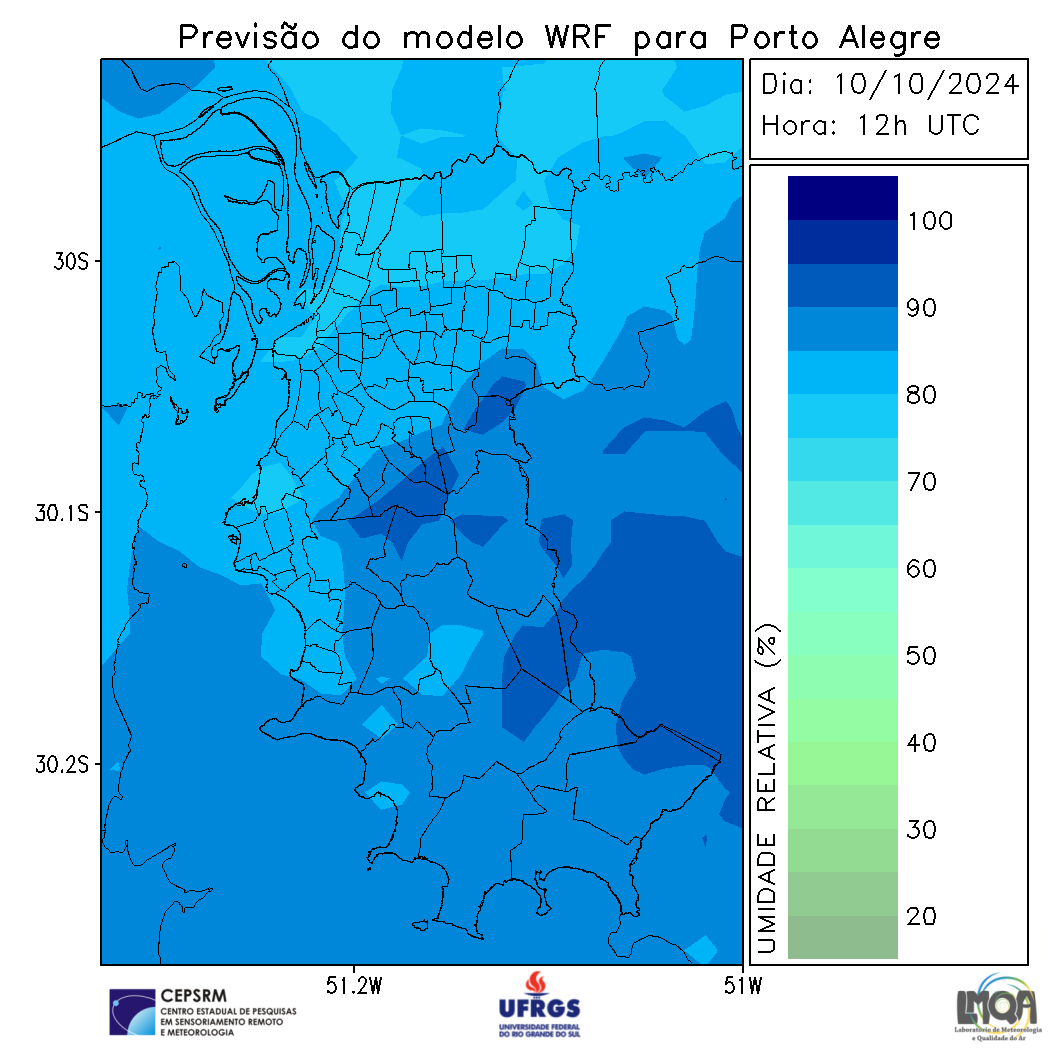 Previsão do modelo WRF para Porto Alegre
Dia: 10/10/2024
Hora: 12h UTC
30S
30.1S
30.2S
51.2W
51W
UMIDADE RELATIVA (%)
100
90
80
70
60
50
40
30
20
CEPSRM
CENTRO ESTADUAL DE PESQUISAS
EM SENSORIAMENTO REMOTO
E METEOROLOGIA
UFRGS
UNIVERSIDADE FEDERAL
DO RIO GRANDE DO SUL
LMQA
Laboratório de Meteorologia
e Qualidade do Ar